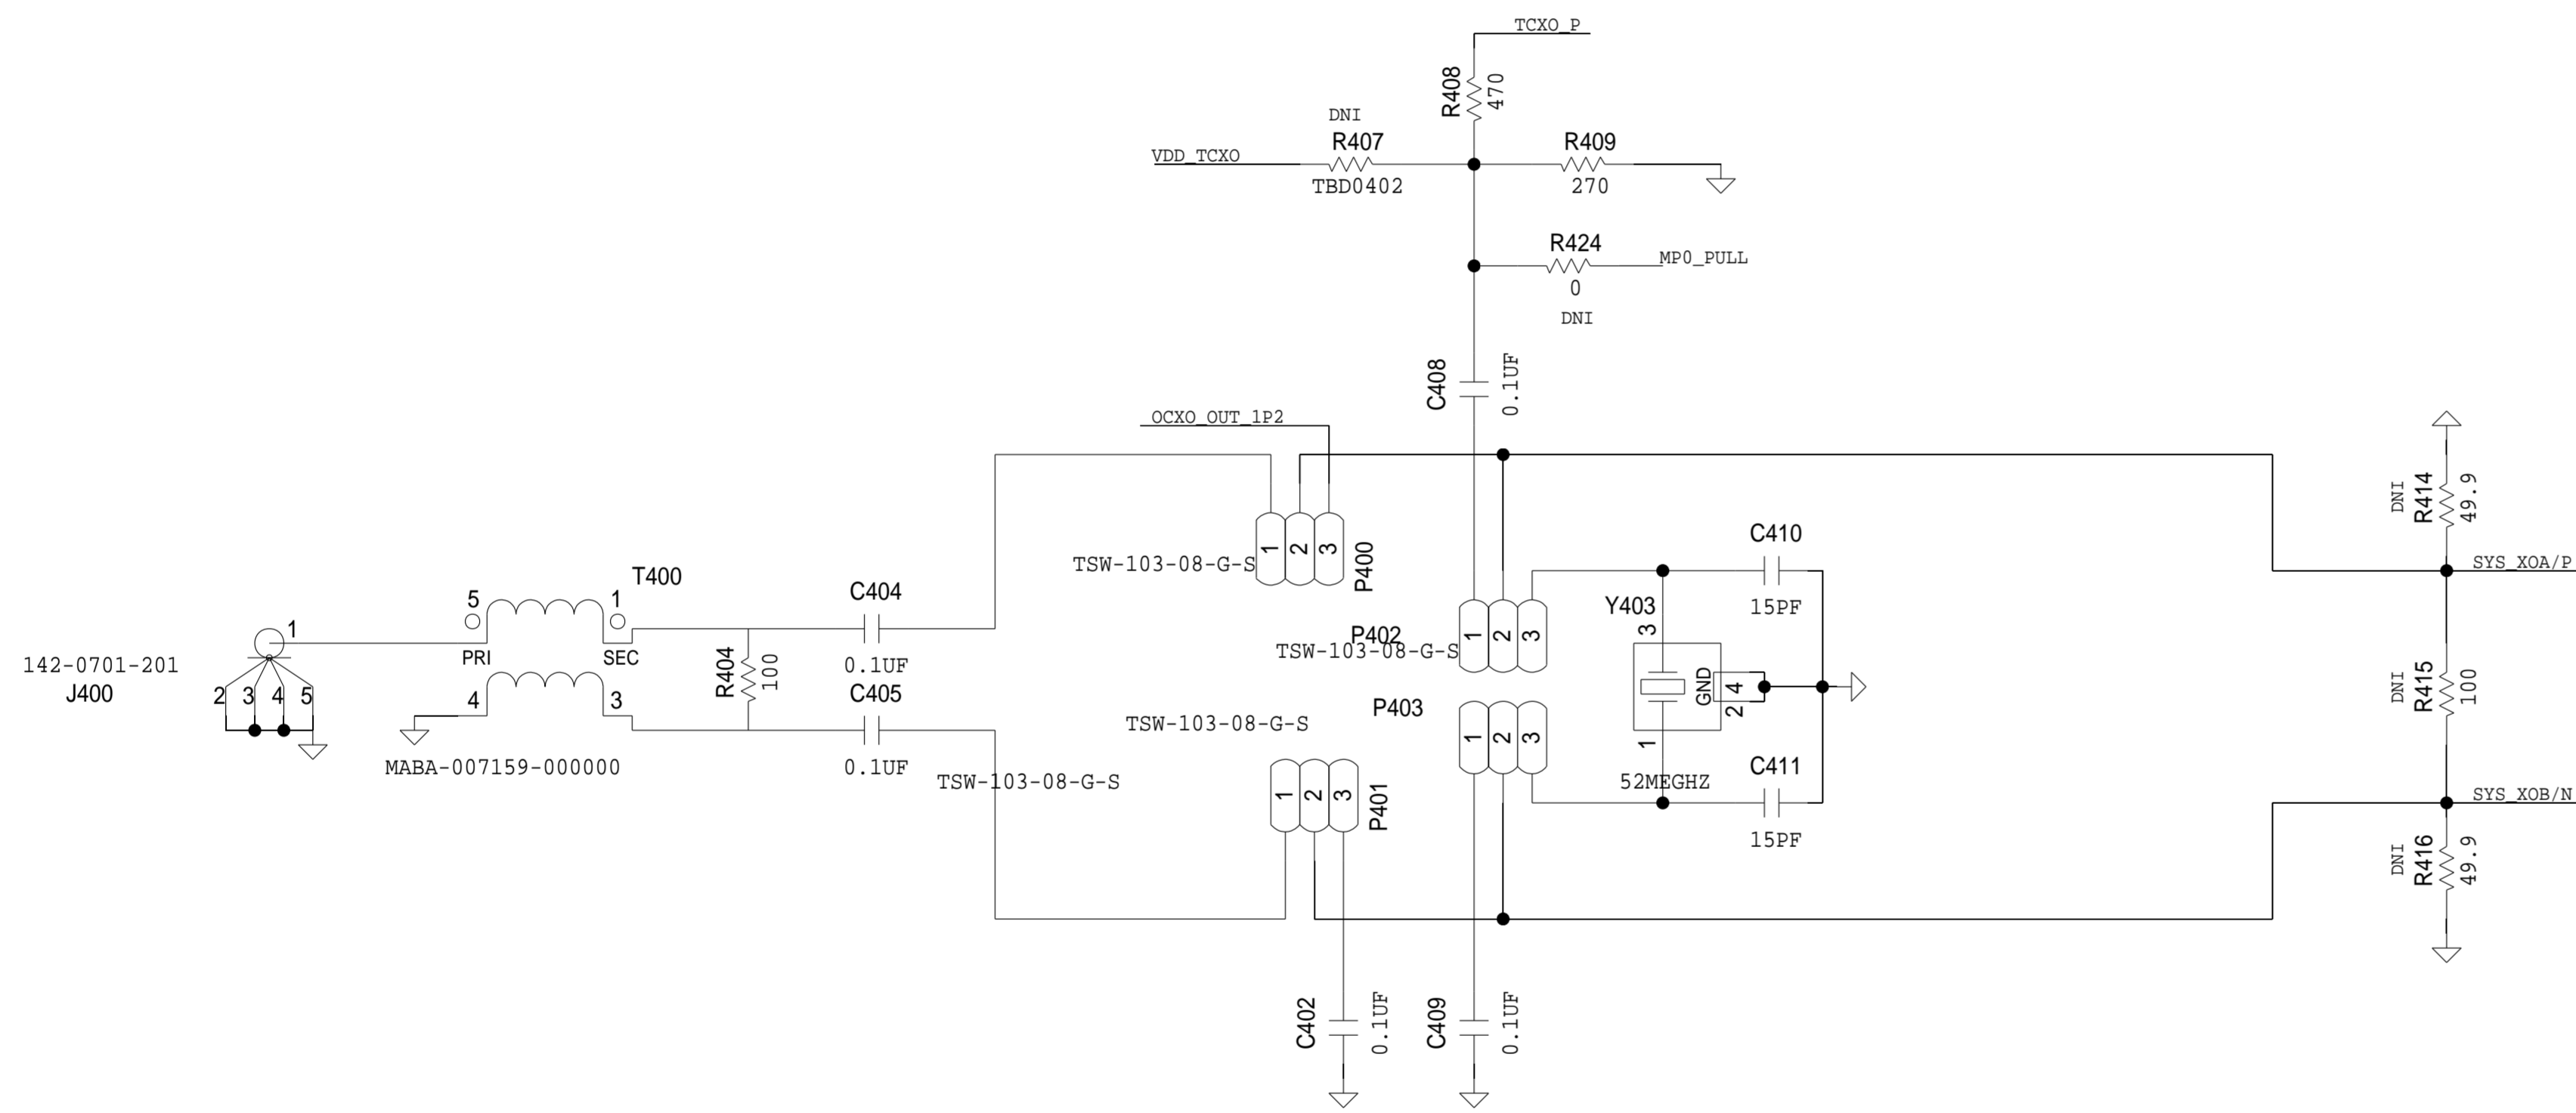 TCXO_P
R408
470
DNI
R407
R409
VDD_TCXO
TBD0402
270
R424
MP0_PULL
0
DNI
C408
0.1UF
OCXO_OUT_1P2
1 2 3
P400
TSW-103-08-G-S
DNI
R414
49.9
SYS_XOA/P
C410
15PF
T400
5
1
PRI
SEC
4
3
MABA-007159-000000
1
142-0701-201
J400
2 3 4 5
R404
100
C404
0.1UF
C405
0.1UF
TSW-103-08-G-S
P402
TSW-103-08-G-S
1 2 3
Y403
3
GND
4
2
1
52MEGHZ
P403
TSW-103-08-G-S
1 2 3
1 2 3
P401
C411
15PF
DNI
R415
100
SYS_XOB/N
DNI
R416
49.9
C402
0.1UF
C409
0.1UF